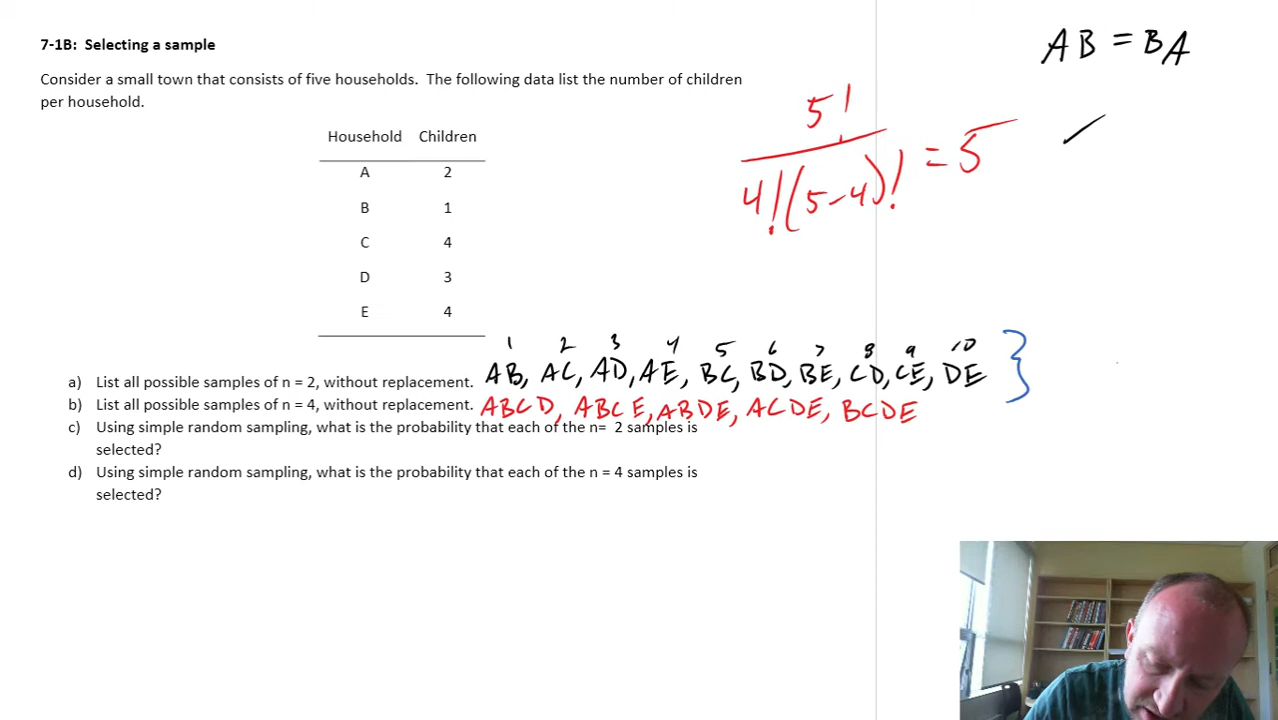 7-1B: Selecting a sample
AB = BA
Consider a small town that consists of five households. The following data list the number of children
per household.
5!
4!(5-4)! = 5
Household Children
A 2
B 1
C 4
D 3
E 4
1 2 3 4 5 6 7 8 9 10
a) List all possible samples of n = 2, without replacement. AB, AC, AD, AE, BC, BD, BE, CD, CE, DE }
b) List all possible samples of n = 4, without replacement. ABCD, ABCE, ABDE, ACDE, BCDE
c) Using simple random sampling, what is the probability that each of the n= 2 samples is
selected?
d) Using simple random sampling, what is the probability that each of the n = 4 samples is
selected?